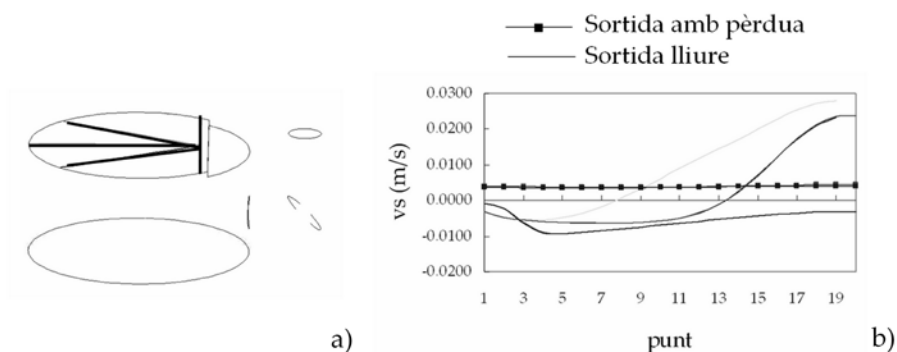 Sortida amb pèrdua
Sortida lliure
0.0300
0.0200
0.0100
0.0000
-0.0100
-0.0200
vs (m/s)
1 3 5 7 9 11 13 15 17 19
punt
a)
b)